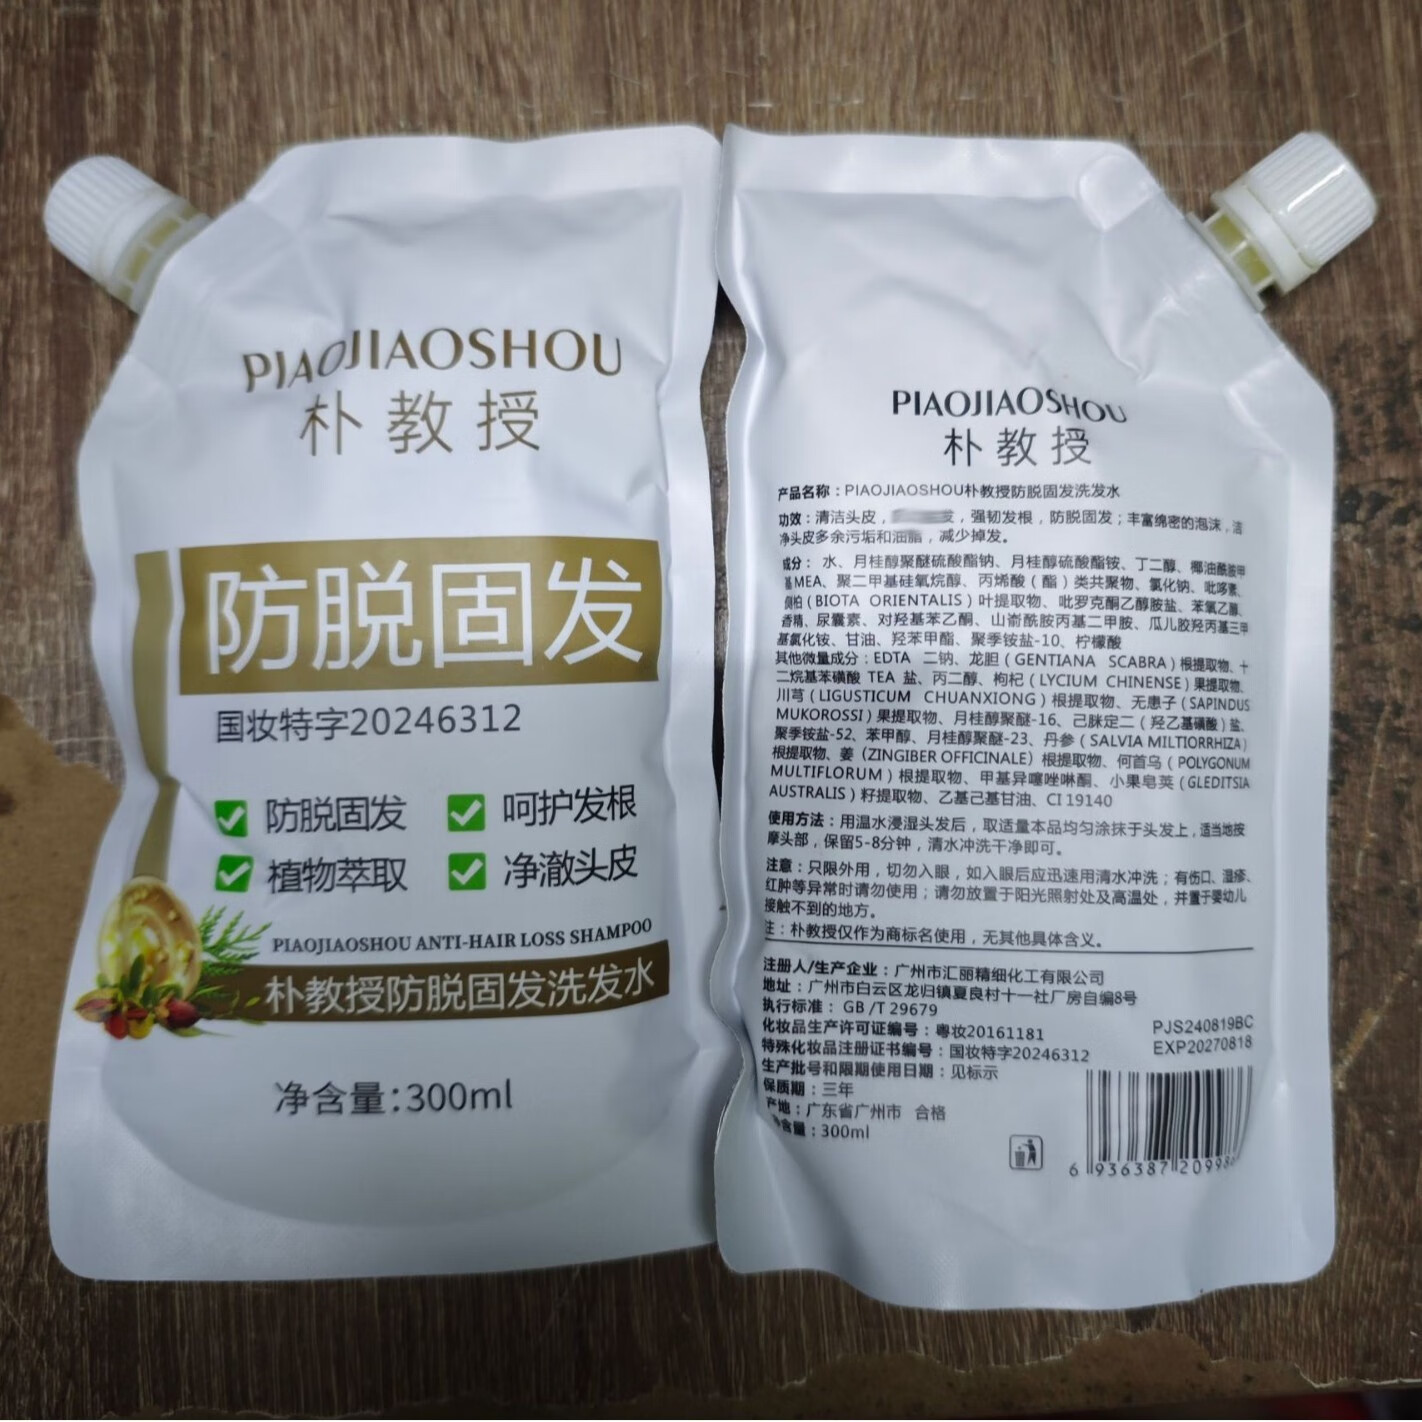 PIAOJIAOSHOU
朴教授
防脱固发
国妆特字20246312
防脱固发
呵护发根
植物萃取
净澈头皮
PIAOJIAOSHOU ANTI-HAIR LOSS SHAMPOO
朴教授防脱固发洗发水
净含量:300ml
PIAOJIAOSHOU
朴教授
产品名称：PIAOJIAOSHOU朴教授防脱固发洗发水
功效：清洁头皮，，强韧发根，防脱固发；丰富绵密的泡沫，洁
净头皮多余污垢和油脂，减少掉发。
成分： 水、月桂醇聚醚硫酸酯钠、月桂醇硫酸酯铵、丁二醇、椰油酰胺甲
基MEA、聚二甲基硅氧烷醇、丙烯酸（酯）类共聚物、氯化钠、吡哆素、
侧柏（BIOTA ORIENTALIS）叶提取物、吡罗克酮乙醇胺盐、苯氧乙醇、
香精、尿囊素、对羟基苯乙酮、山嵛酰胺丙基二甲胺、瓜儿胶羟丙基三甲
基氯化铵、甘油、羟苯甲酯、聚季铵盐-10、柠檬酸
其他微量成分：EDTA 二钠、龙胆（GENTIANA SCABRA）根提取物、十
二烷基苯磺酸 TEA 盐、丙二醇、枸杞（LYCIUM CHINENSE）果提取物、
川芎（LIGUSTICUM CHUANXIONG）根提取物、无患子（SAPINDUS
MUKOROSSI）果提取物、月桂醇聚醚-16、己脒定二（羟乙基磺酸）盐、
聚季铵盐-52、苯甲醇、月桂醇聚醚-23、丹参（SALVIA MILTIORRHIZA）
根提取物、姜（ZINGIBER OFFICINALE）根提取物、何首乌（POLYGONUM
MULTIFLORUM）根提取物、甲基异噻唑啉酮、小果皂荚（GLEDITSIA
AUSTRALIS）籽提取物、乙基己基甘油、CI 19140
使用方法：用温水浸湿头发后，取适量本品均匀涂抹于头发上，适当地按
摩头部，保留5-8分钟，清水冲洗干净即可。
注意：只限外用，切勿入眼，如入眼后应迅速用清水冲洗；有伤口、湿疹、
红肿等异常时请勿使用；请勿放置于阳光照射处及高温处，并置于婴幼儿
接触不到的地方。
注：朴教授仅作为商标名使用，无其他具体含义。
注册人/生产企业：广州市汇丽精细化工有限公司
地址：广州市白云区龙归镇夏良村十一社厂房自编8号
执行标准：GB/T 29679
化妆品生产许可证编号：粤妆20161181
特殊化妆品注册证书编号：国妆特字20246312
生产批号和限期使用日期：见标示
保质期：三年
产地：广东省广州市 合格
净含量：300ml
PJS240819BC
EXP20270818
6 936387 20998